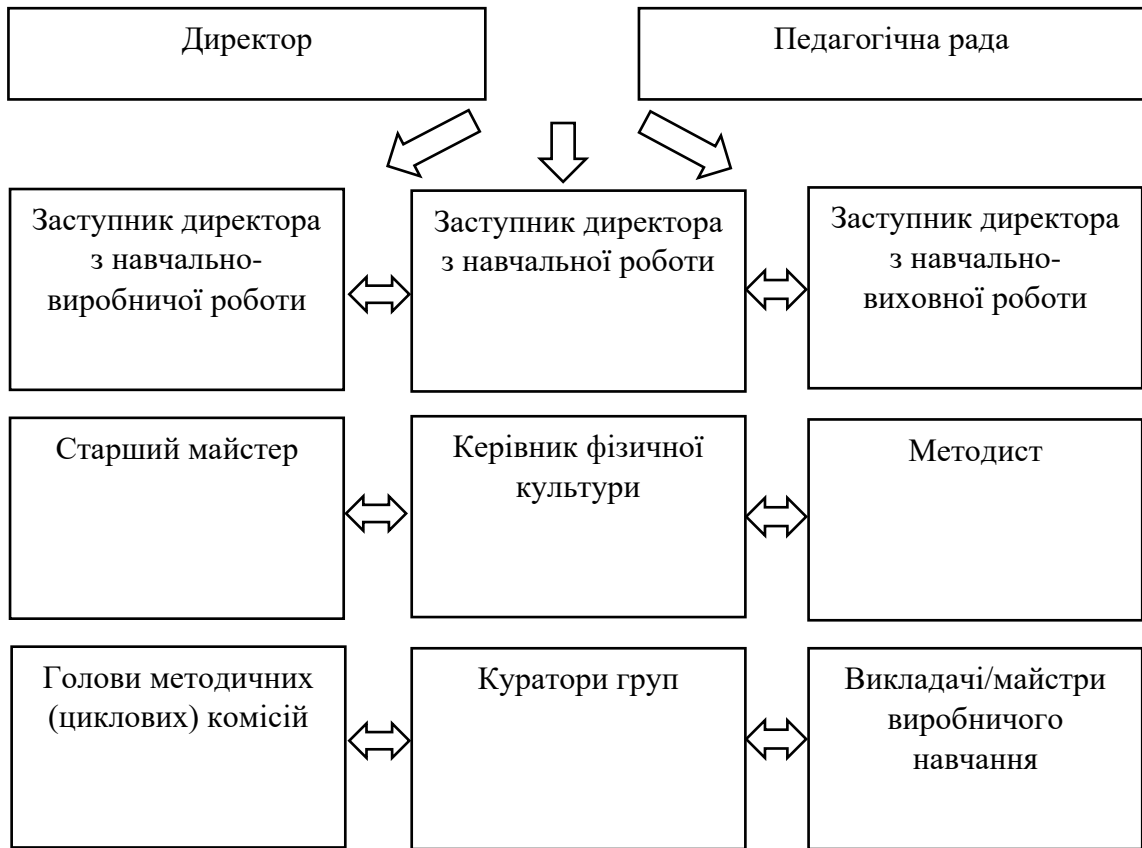 Директор
Педагогічна рада
Заступник директора
з навчально-
виробничої роботи
Заступник директора
з навчальної роботи
Заступник директора
з навчально-
виховної роботи
Старший майстер
Керівник фізичної
культури
Методист
Голови методичних
(циклових) комісій
Куратори груп
Викладачі/майстри
виробничого
навчання